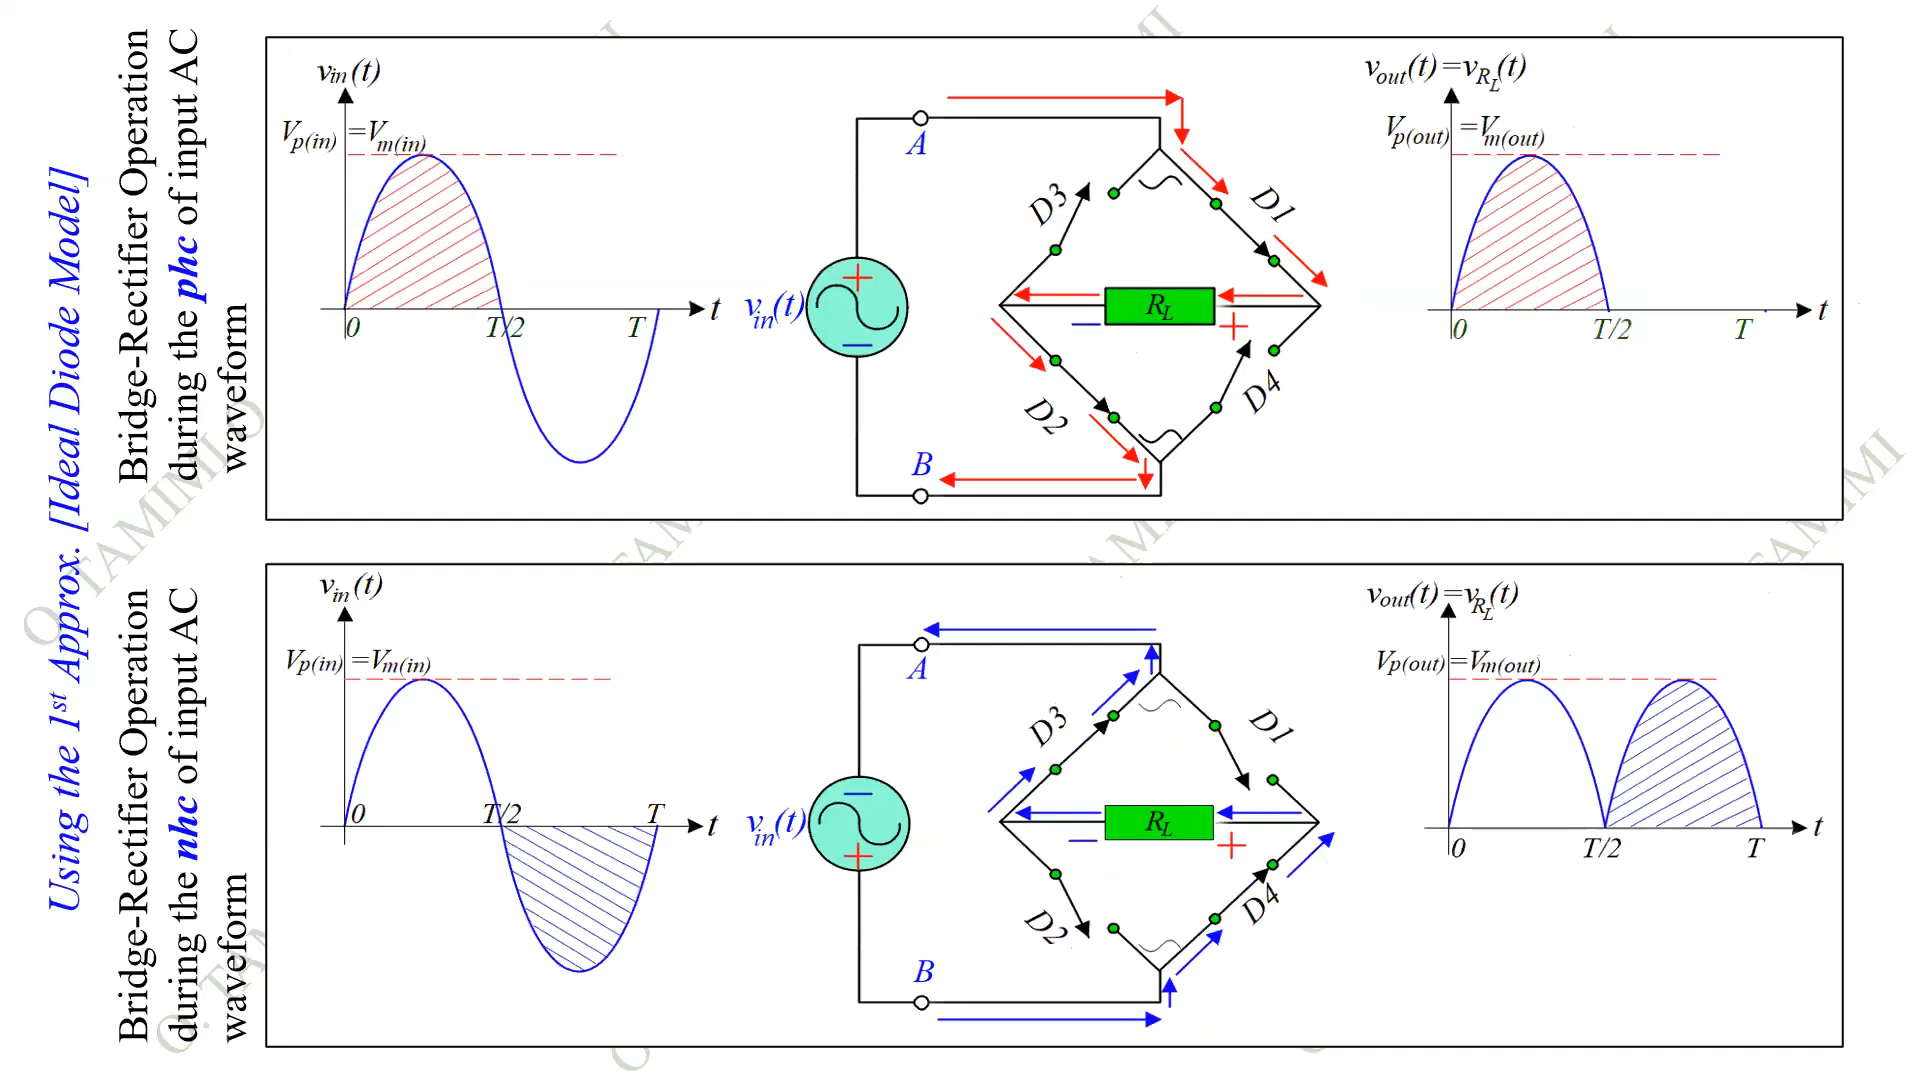 Using the 1st Approx. [Ideal Diode Model]
Bridge-Rectifier Operation
during the phc of input AC
waveform
vin(t)
Vp(in) =Vm(in)
0 T/2 T t
vin(t)
+
−
A
B
D3
D1
RL
− +
D2
D4
vout(t)=vRL(t)
Vp(out) =Vm(out)
0 T/2 T t
Bridge-Rectifier Operation
during the nhc of input AC
waveform
vin(t)
Vp(in) =Vm(in)
0 T/2 T t
vin(t)
−
+
A
B
D3
D1
RL
− +
D2
D4
vout(t)=vRL(t)
Vp(out)=Vm(out)
0 T/2 T t
O. TAMIMI